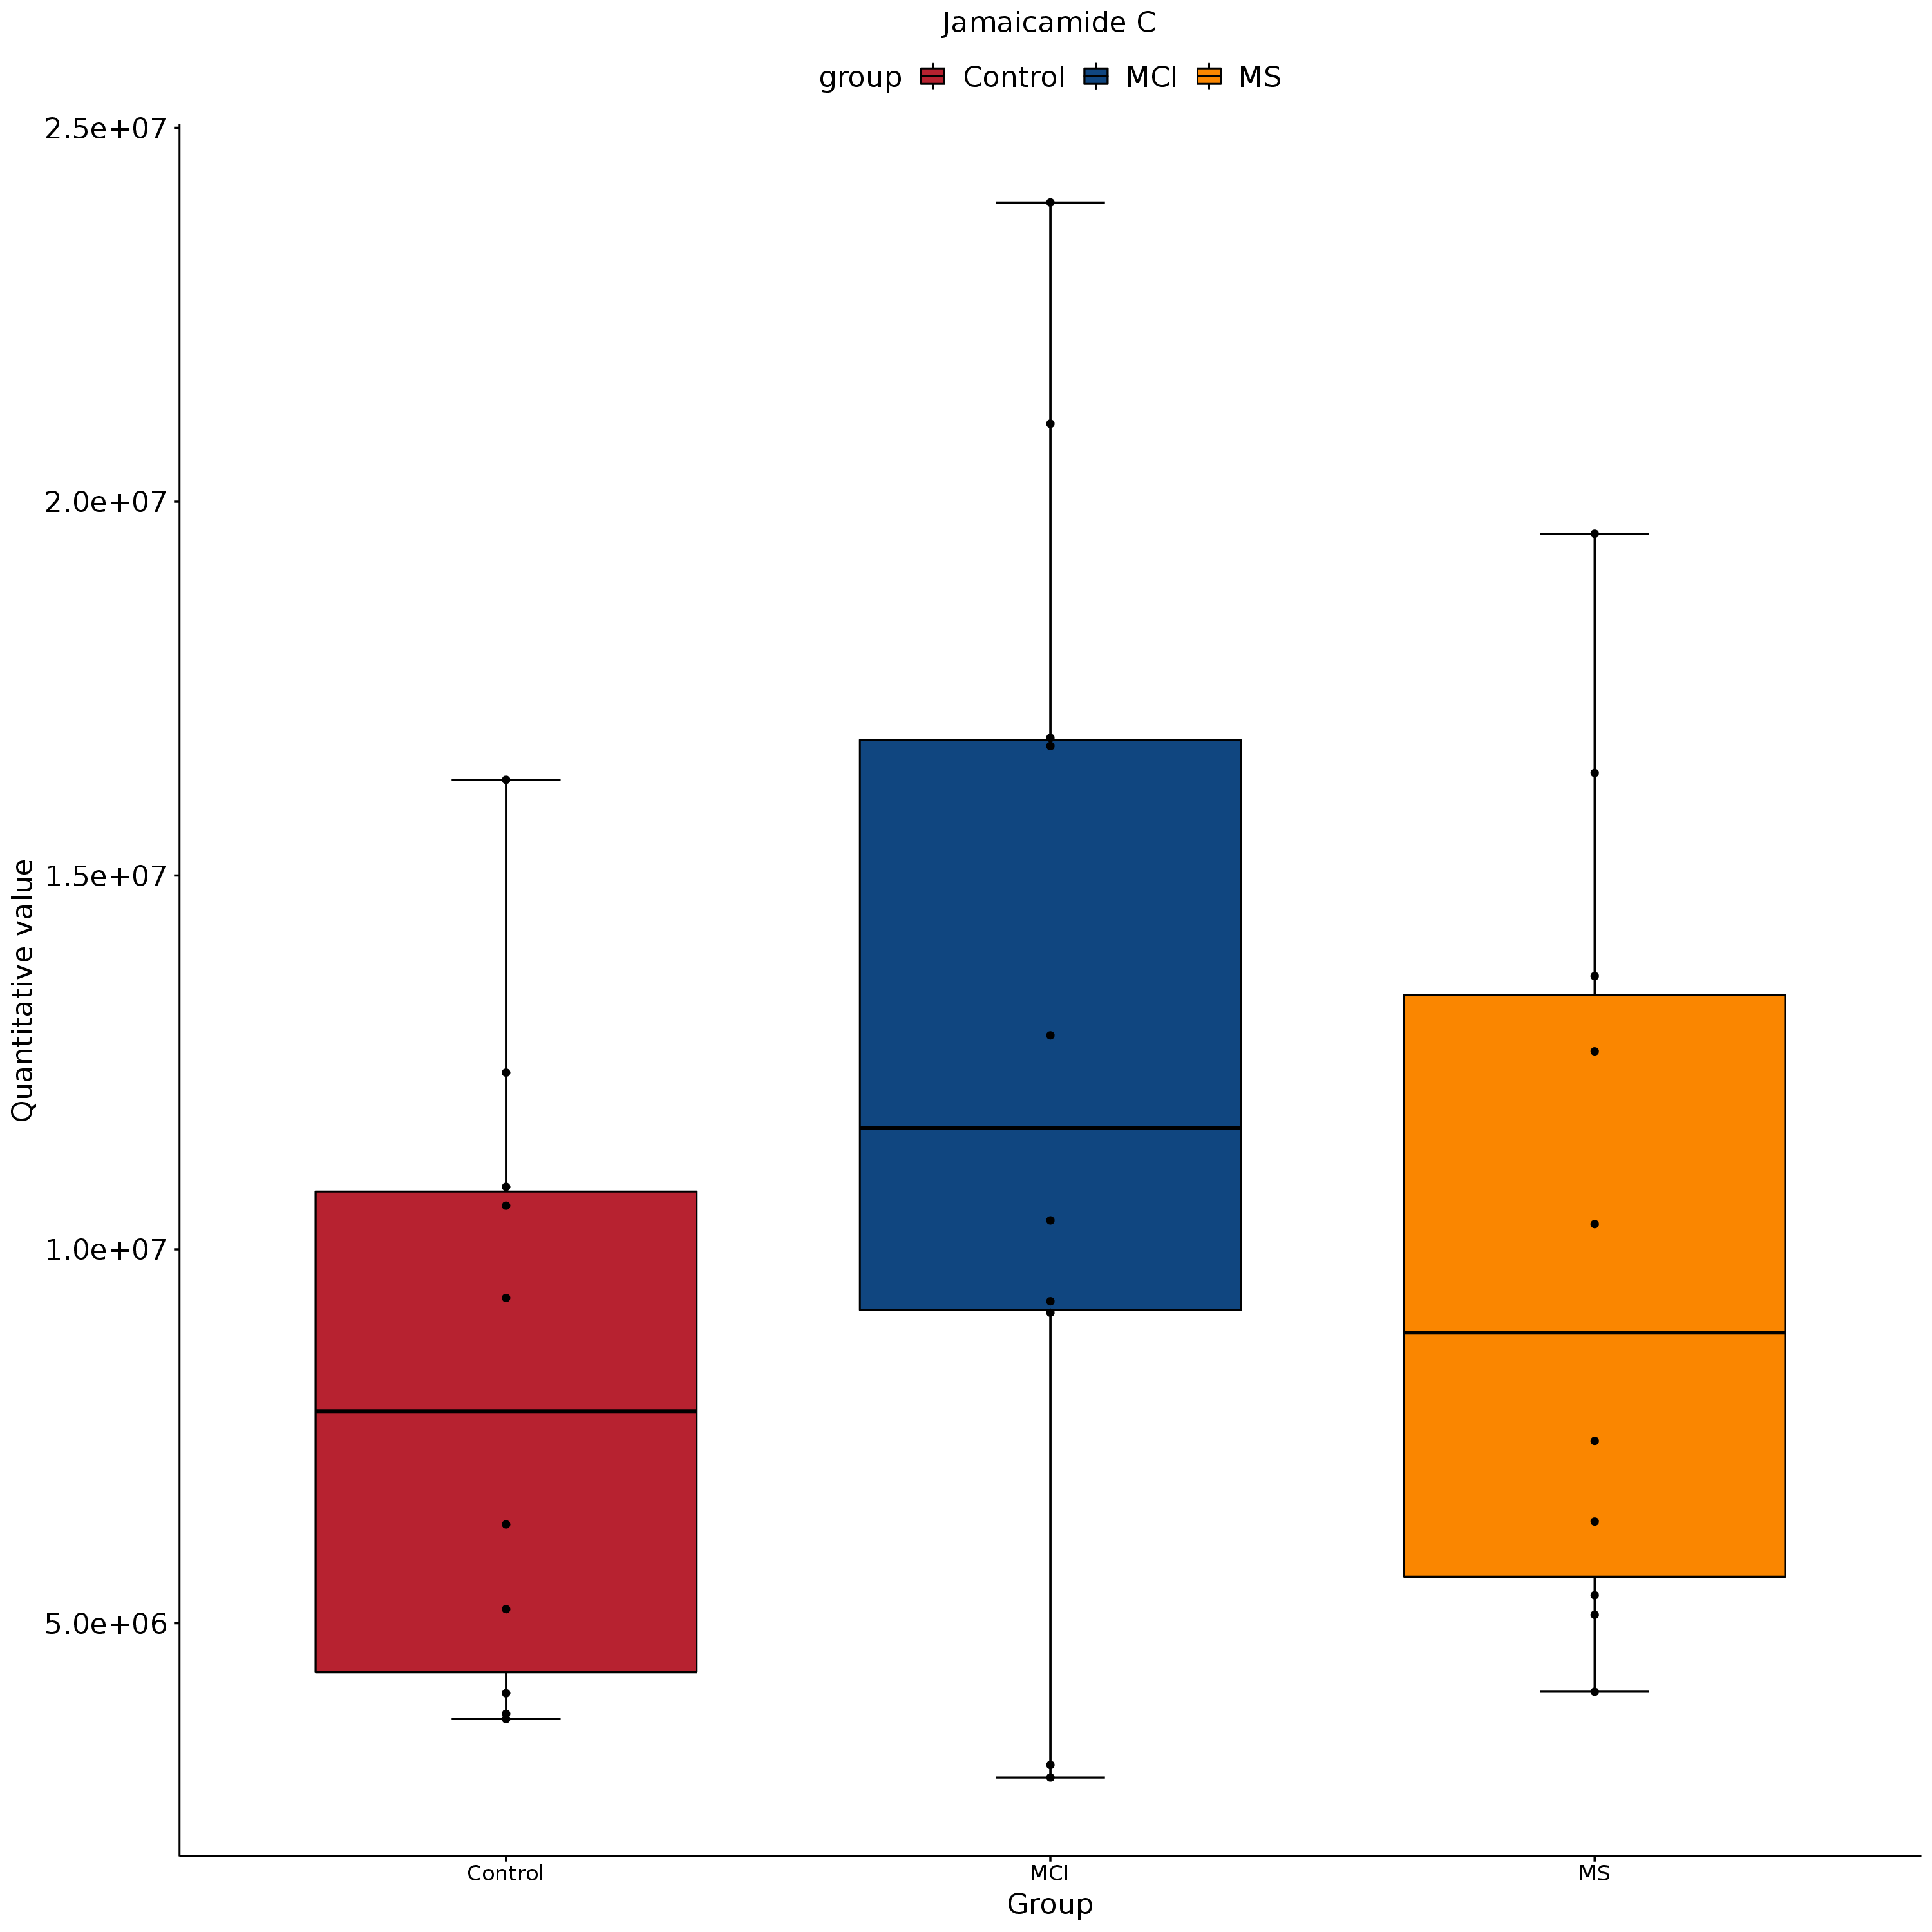 Jamaicamide C
group Control MCI MS
2.5e+07
2.0e+07
1.5e+07
1.0e+07
5.0e+06
Quantitative value
Control MCI MS
Group